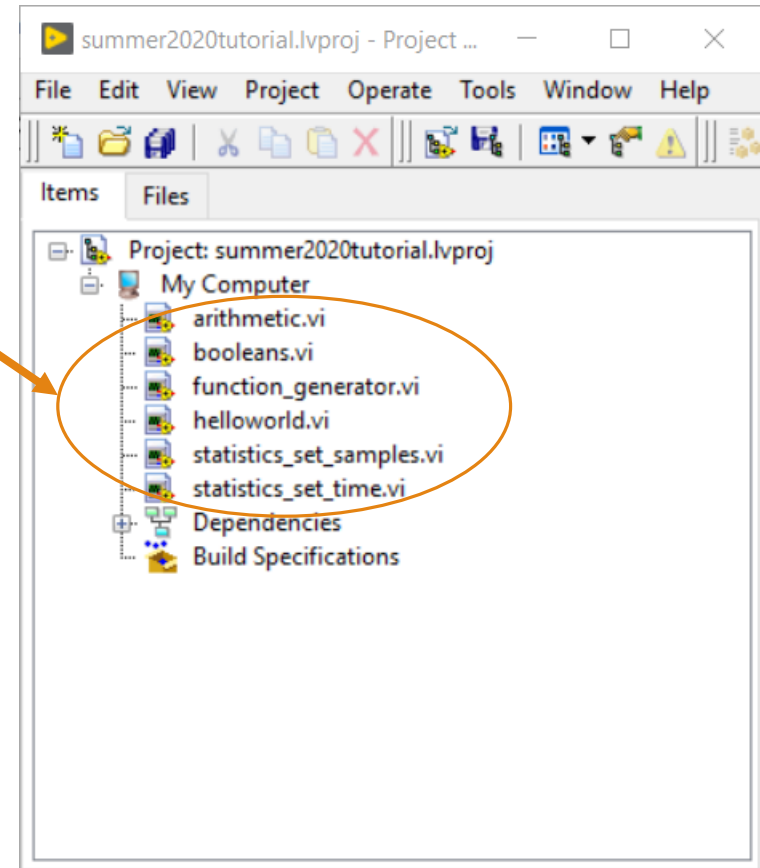 summer2020tutorial.lvproj - Project ...
File Edit View Project Operate Tools Window Help
Items Files
Project: summer2020tutorial.lvproj
My Computer
arithmetic.vi
booleans.vi
function_generator.vi
helloworld.vi
statistics_set_samples.vi
statistics_set_time.vi
Dependencies
Build Specifications